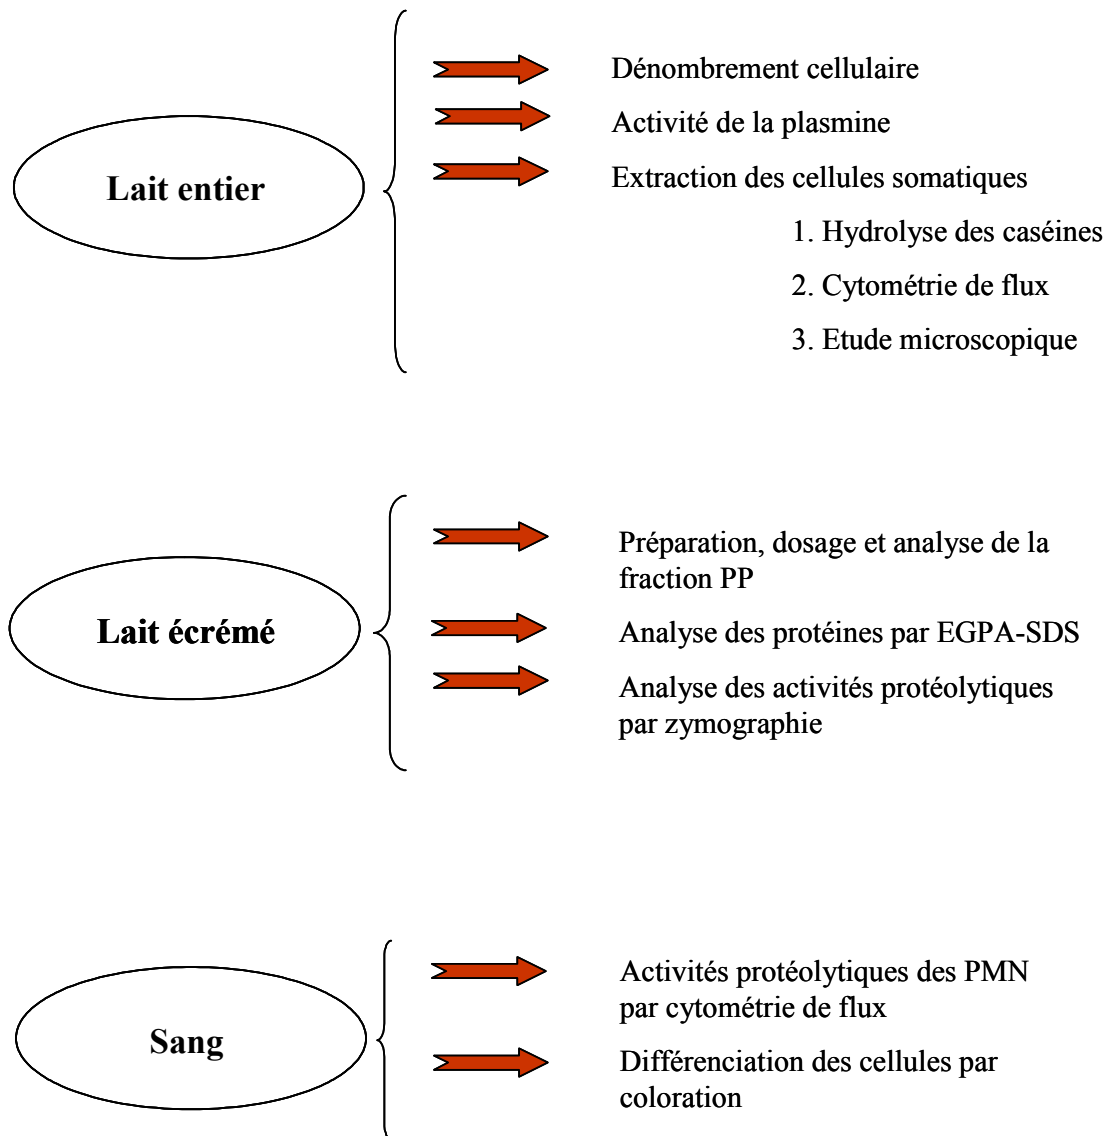 Dénombrement cellulaire
Activité de la plasmine
Lait entier
Extraction des cellules somatiques
1. Hydrolyse des caséines
2. Cytométrie de flux
3. Etude microscopique
Préparation, dosage et analyse de la
fraction PP
Lait écrémé
Analyse des protéines par EGPA-SDS
Analyse des activités protéolytiques
par zymographie
Activités protéolytiques des PMN
par cytométrie de flux
Sang
Différenciation des cellules par
coloration